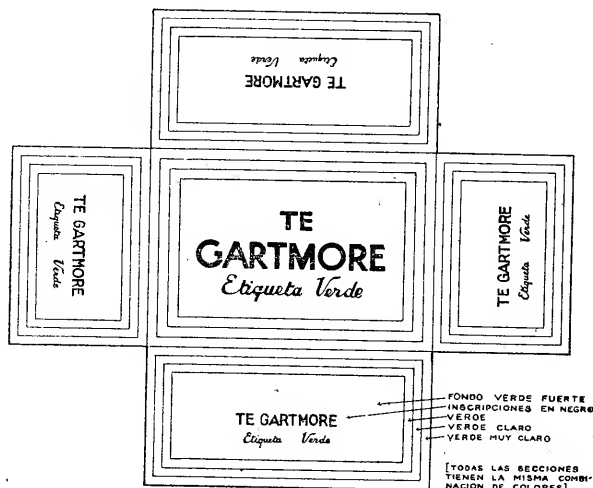 Etiqueta Verde
TE GARTMORE
TE GARTMORE
Etiqueta Verde
TE
GARTMORE
Etiqueta Verde
TE GARTMORE
Etiqueta Verde
TE GARTMORE
Etiqueta Verde
FONDO VERDE FUERTE
INSCRIPCIONES EN NEGRO
VERDE
VERDE CLARO
VERDE MUY CLARO
[TODAS LAS SECCIONES
TIENEN LA MISMA COMBI-
NACION DE COLORES]